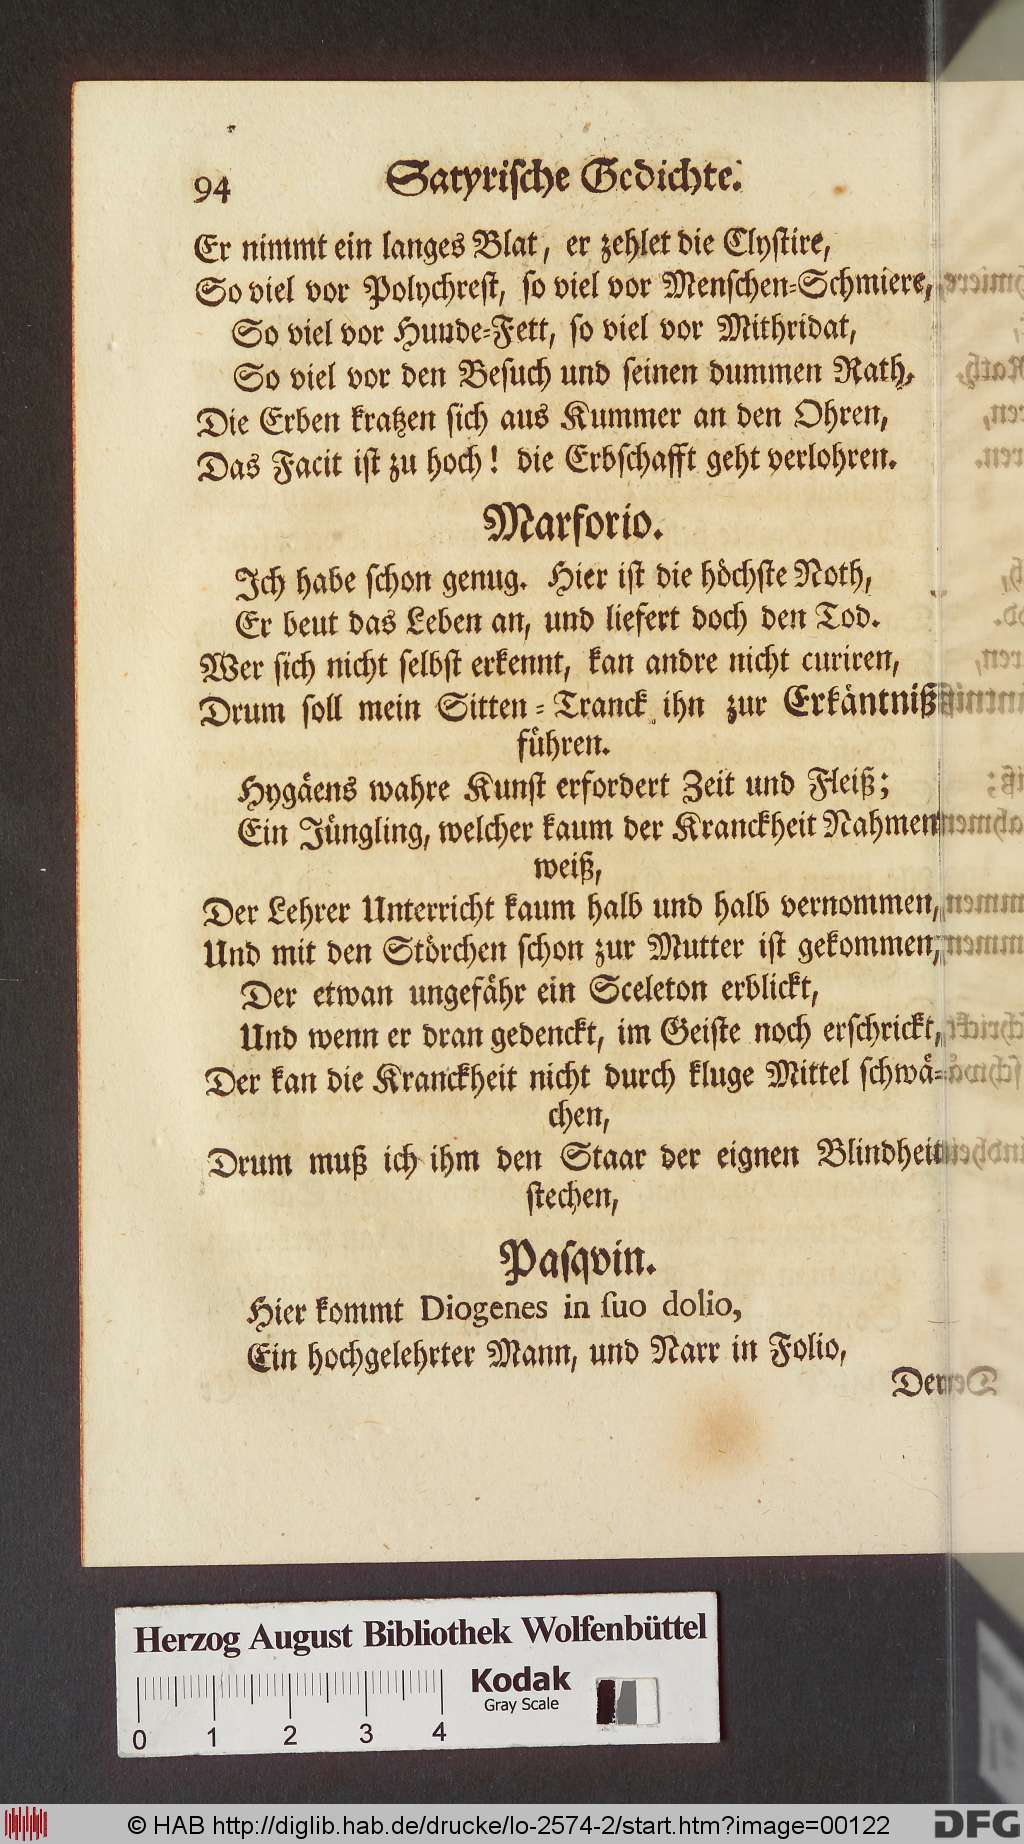 94 Satyrische Gedichte.
Er nimmt ein langes Blat, er zehlet die Clystire,
So viel vor Polychrest, so viel vor Menschen-Schmiere,
So viel vor Hunde-Fett, so viel vor Mithridat,
So viel vor den Besuch und seinen dummen Rath,
Die Erben kratzen sich aus Kummer an den Ohren,
Das Facit ist zu hoch! die Erbschafft geht verlohren.
Marforio.
Ich habe schon genug. Hier ist die höchste Noth,
Er beut das Leben an, und liefert doch den Tod.
Wer sich nicht selbst erkennt, kan andre nicht curiren,
Drum soll mein Sitten-Tranck ihn zur Erkäntniß
führen.
Hygäens wahre Kunst erfordert Zeit und Fleiß;
Ein Jüngling, welcher kaum der Kranckheit Nahmen
weiß,
Der Lehrer Unterricht kaum halb und halb vernommen,
Und mit den Störchen schon zur Mutter ist gekommen,
Der etwan ungefähr ein Sceleton erblickt,
Und wenn er dran gedenckt, im Geiste noch erschrickt,
Der kan die Kranckheit nicht durch kluge Mittel schwä-
chen,
Drum muß ich ihm den Staar der eignen Blindheit
stechen,
Pasqvin.
Hier kommt Diogenes in suo dolio,
Ein hochgelehrter Mann, und Narr in Folio,
Der
Herzog August Bibliothek Wolfenbüttel
Kodak
Gray Scale
0 1 2 3 4
© HAB http://diglib.hab.de/drucke/lo-2574-2/start.htm?image=00122
DFG